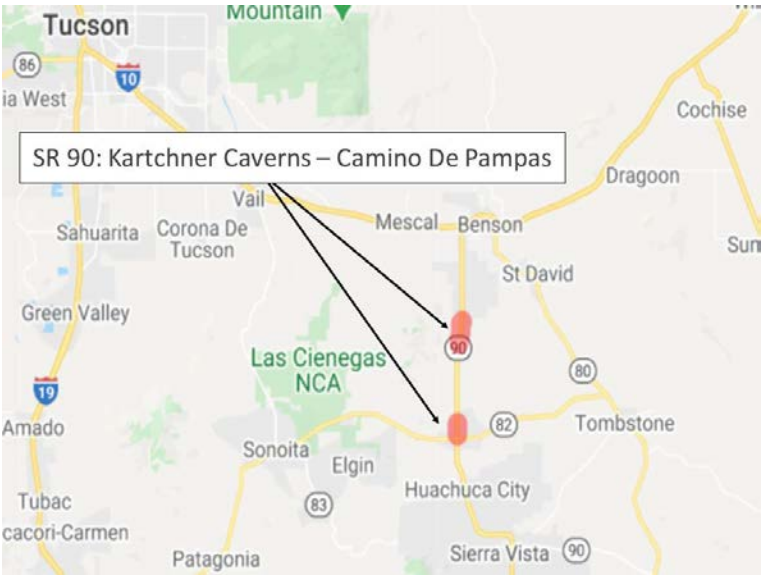 Mountain
Tucson
86
10
ia West
Cochise
SR 90: Kartchner Caverns – Camino De Pampas
Dragoon
Vail
Mescal
Benson
Sahuarita
Corona De
Tucson
St David
Green Valley
Las Cienegas
NCA
90
80
19
Amado
82
Tombstone
Sonoita
Elgin
Huachuca City
83
Tubac
cacori-Carmen
Patagonia
Sierra Vista
90